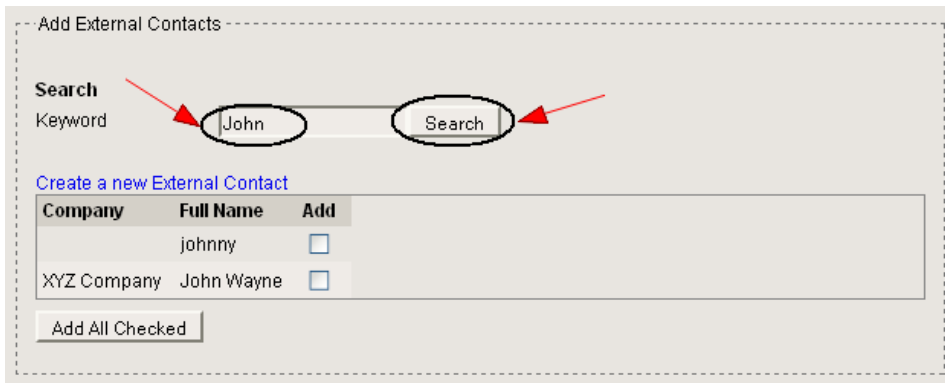 Add External Contacts
Search
Keyword John Search
Create a new External Contact
Company Full Name Add
johnny
XYZ Company John Wayne
Add All Checked